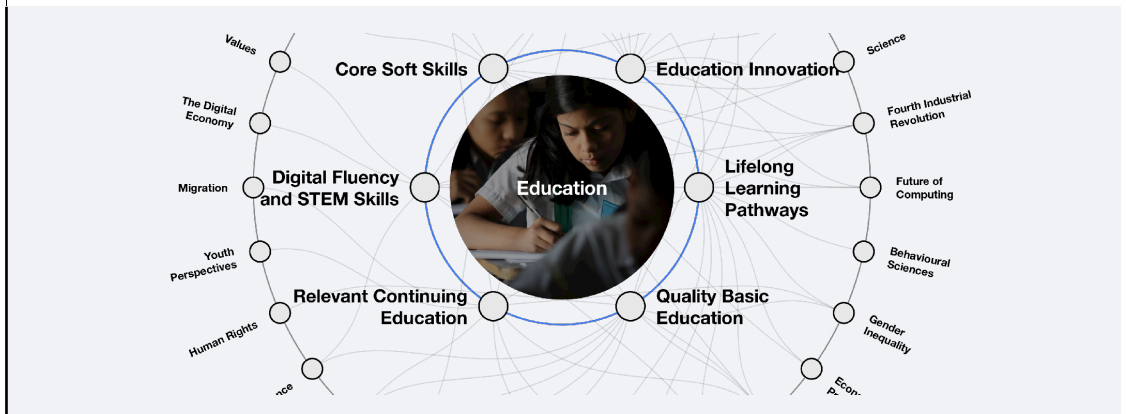 Values
Science
Core Soft Skills
Education Innovation
The Digital
Economy
Fourth Industrial
Revolution
Migration
Digital Fluency
and STEM Skills
Education
Lifelong
Learning
Pathways
Future of
Computing
Youth
Perspectives
Behavioural
Sciences
Relevant Continuing
Education
Quality Basic
Education
Human Rights
Gender
Inequality